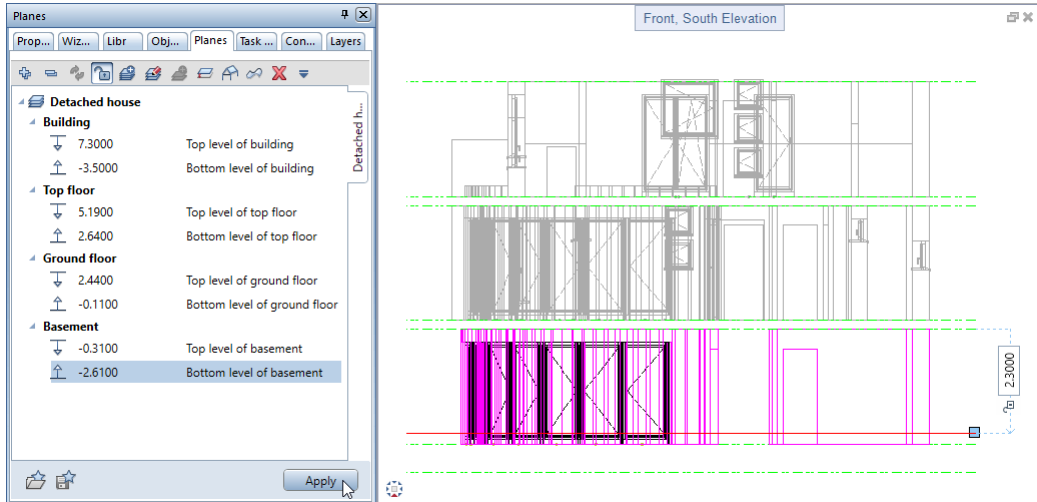 Planes
Prop... Wiz... Libr Obj... Planes Task ... Con... Layers
Detached house
Building
7.3000 Top level of building
-3.5000 Bottom level of building
Top floor
5.1900 Top level of top floor
2.6400 Bottom level of top floor
Ground floor
2.4400 Top level of ground floor
-0.1100 Bottom level of ground floor
Basement
-0.3100 Top level of basement
-2.6100 Bottom level of basement
Detached h...
Apply
Front, South Elevation
2.3000